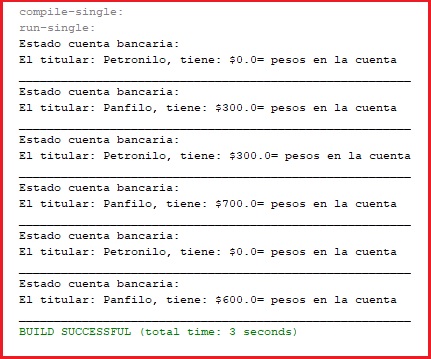 compile-single:
run-single:
Estado cuenta bancaria:
El titular: Petronilo, tiene: $0.0= pesos en la cuenta
Estado cuenta bancaria:
El titular: Panfilo, tiene: $300.0= pesos en la cuenta
Estado cuenta bancaria:
El titular: Petronilo, tiene: $300.0= pesos en la cuenta
Estado cuenta bancaria:
El titular: Panfilo, tiene: $700.0= pesos en la cuenta
Estado cuenta bancaria:
El titular: Petronilo, tiene: $0.0= pesos en la cuenta
Estado cuenta bancaria:
El titular: Panfilo, tiene: $600.0= pesos en la cuenta
BUILD SUCCESSFUL (total time: 3 seconds)